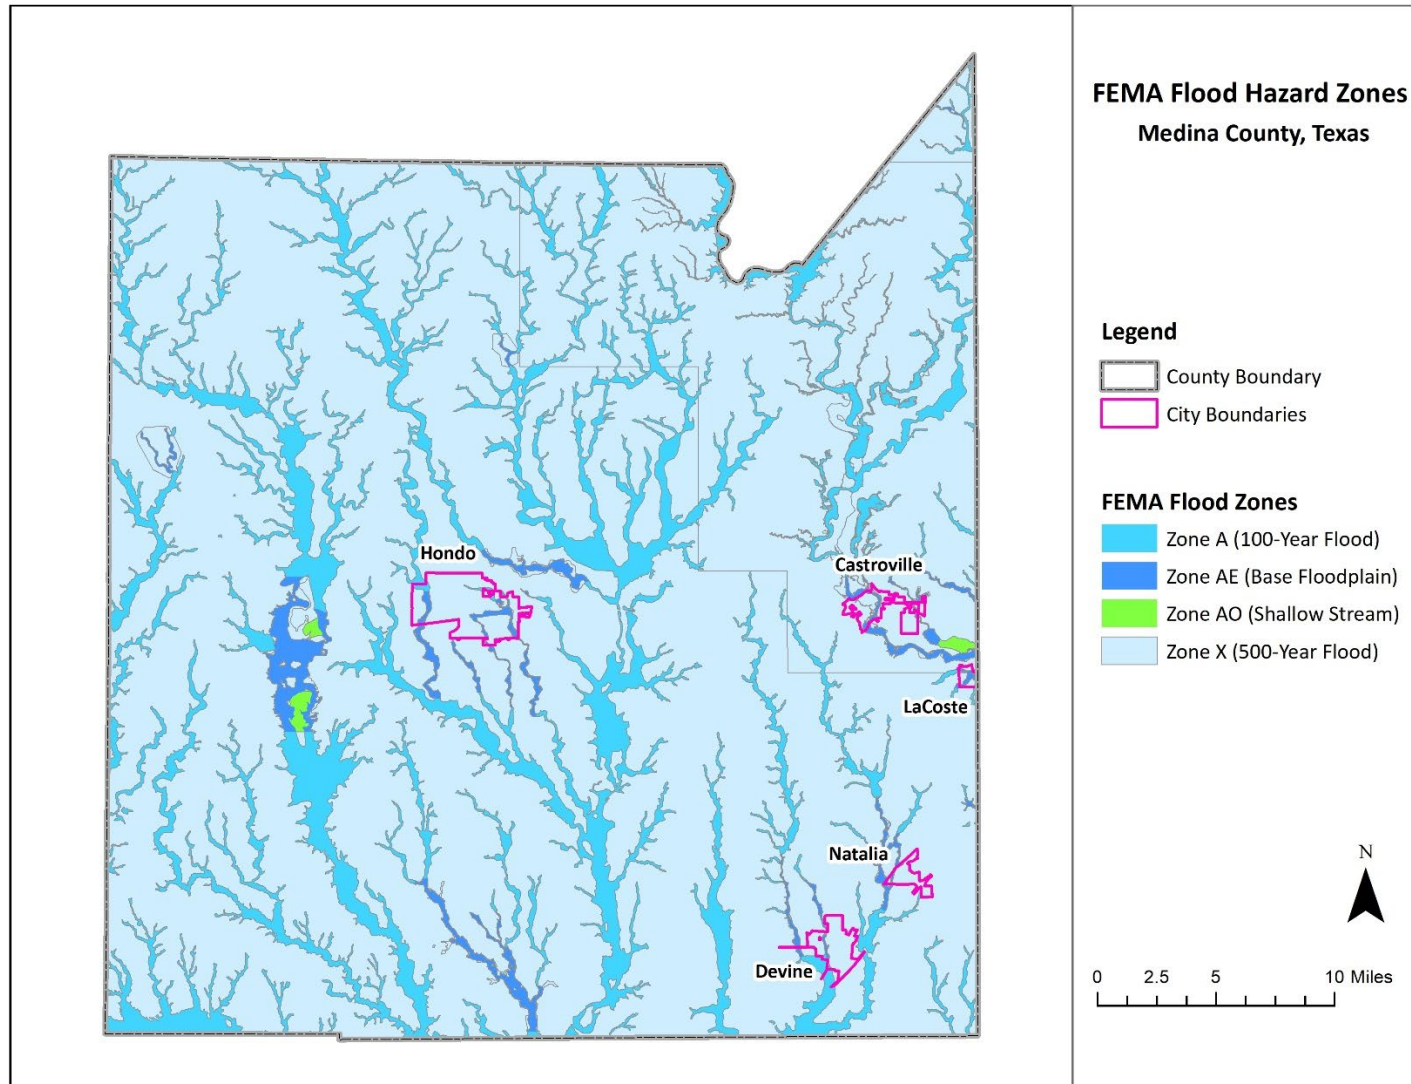 FEMA Flood Hazard Zones
Medina County, Texas
Legend
County Boundary
City Boundaries
FEMA Flood Zones
Zone A (100-Year Flood)
Zone AE (Base Floodplain)
Zone AO (Shallow Stream)
Zone X (500-Year Flood)
Hondo
Castroville
LaCoste
Natalia
Devine
N
0 2.5 5 10 Miles